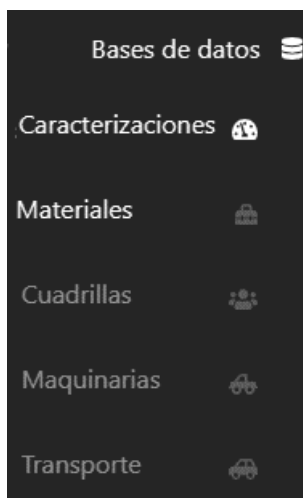 Bases de datos
Caracterizaciones
Materiales
Cuadrillas
Maquinarias
Transporte